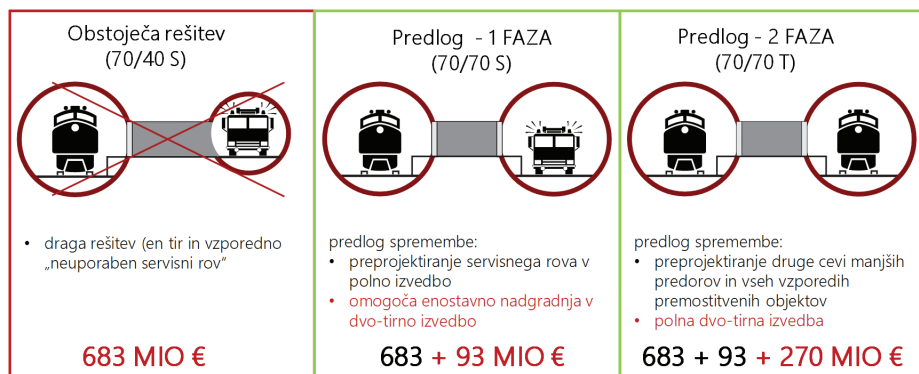 Obstoječa rešitev
(70/40 S)
• draga rešitev (en tir in vzporedno
„neuporaben servisni rov"
683 MIO €
Predlog - 1 FAZA
(70/70 S)
predlog spremembe:
• preprojektiranje servisnega rova v
polno izvedbo
• omogoča enostavno nadgradnja v
dvo-tirno izvedbo
683 + 93 MIO €
Predlog - 2 FAZA
(70/70 T)
predlog spremembe:
• preprojektiranje druge cevi manjših
predorov in vseh vzporedih
premostitvenih objektov
• polna dvo-tirna izvedba
683 + 93 + 270 MIO €